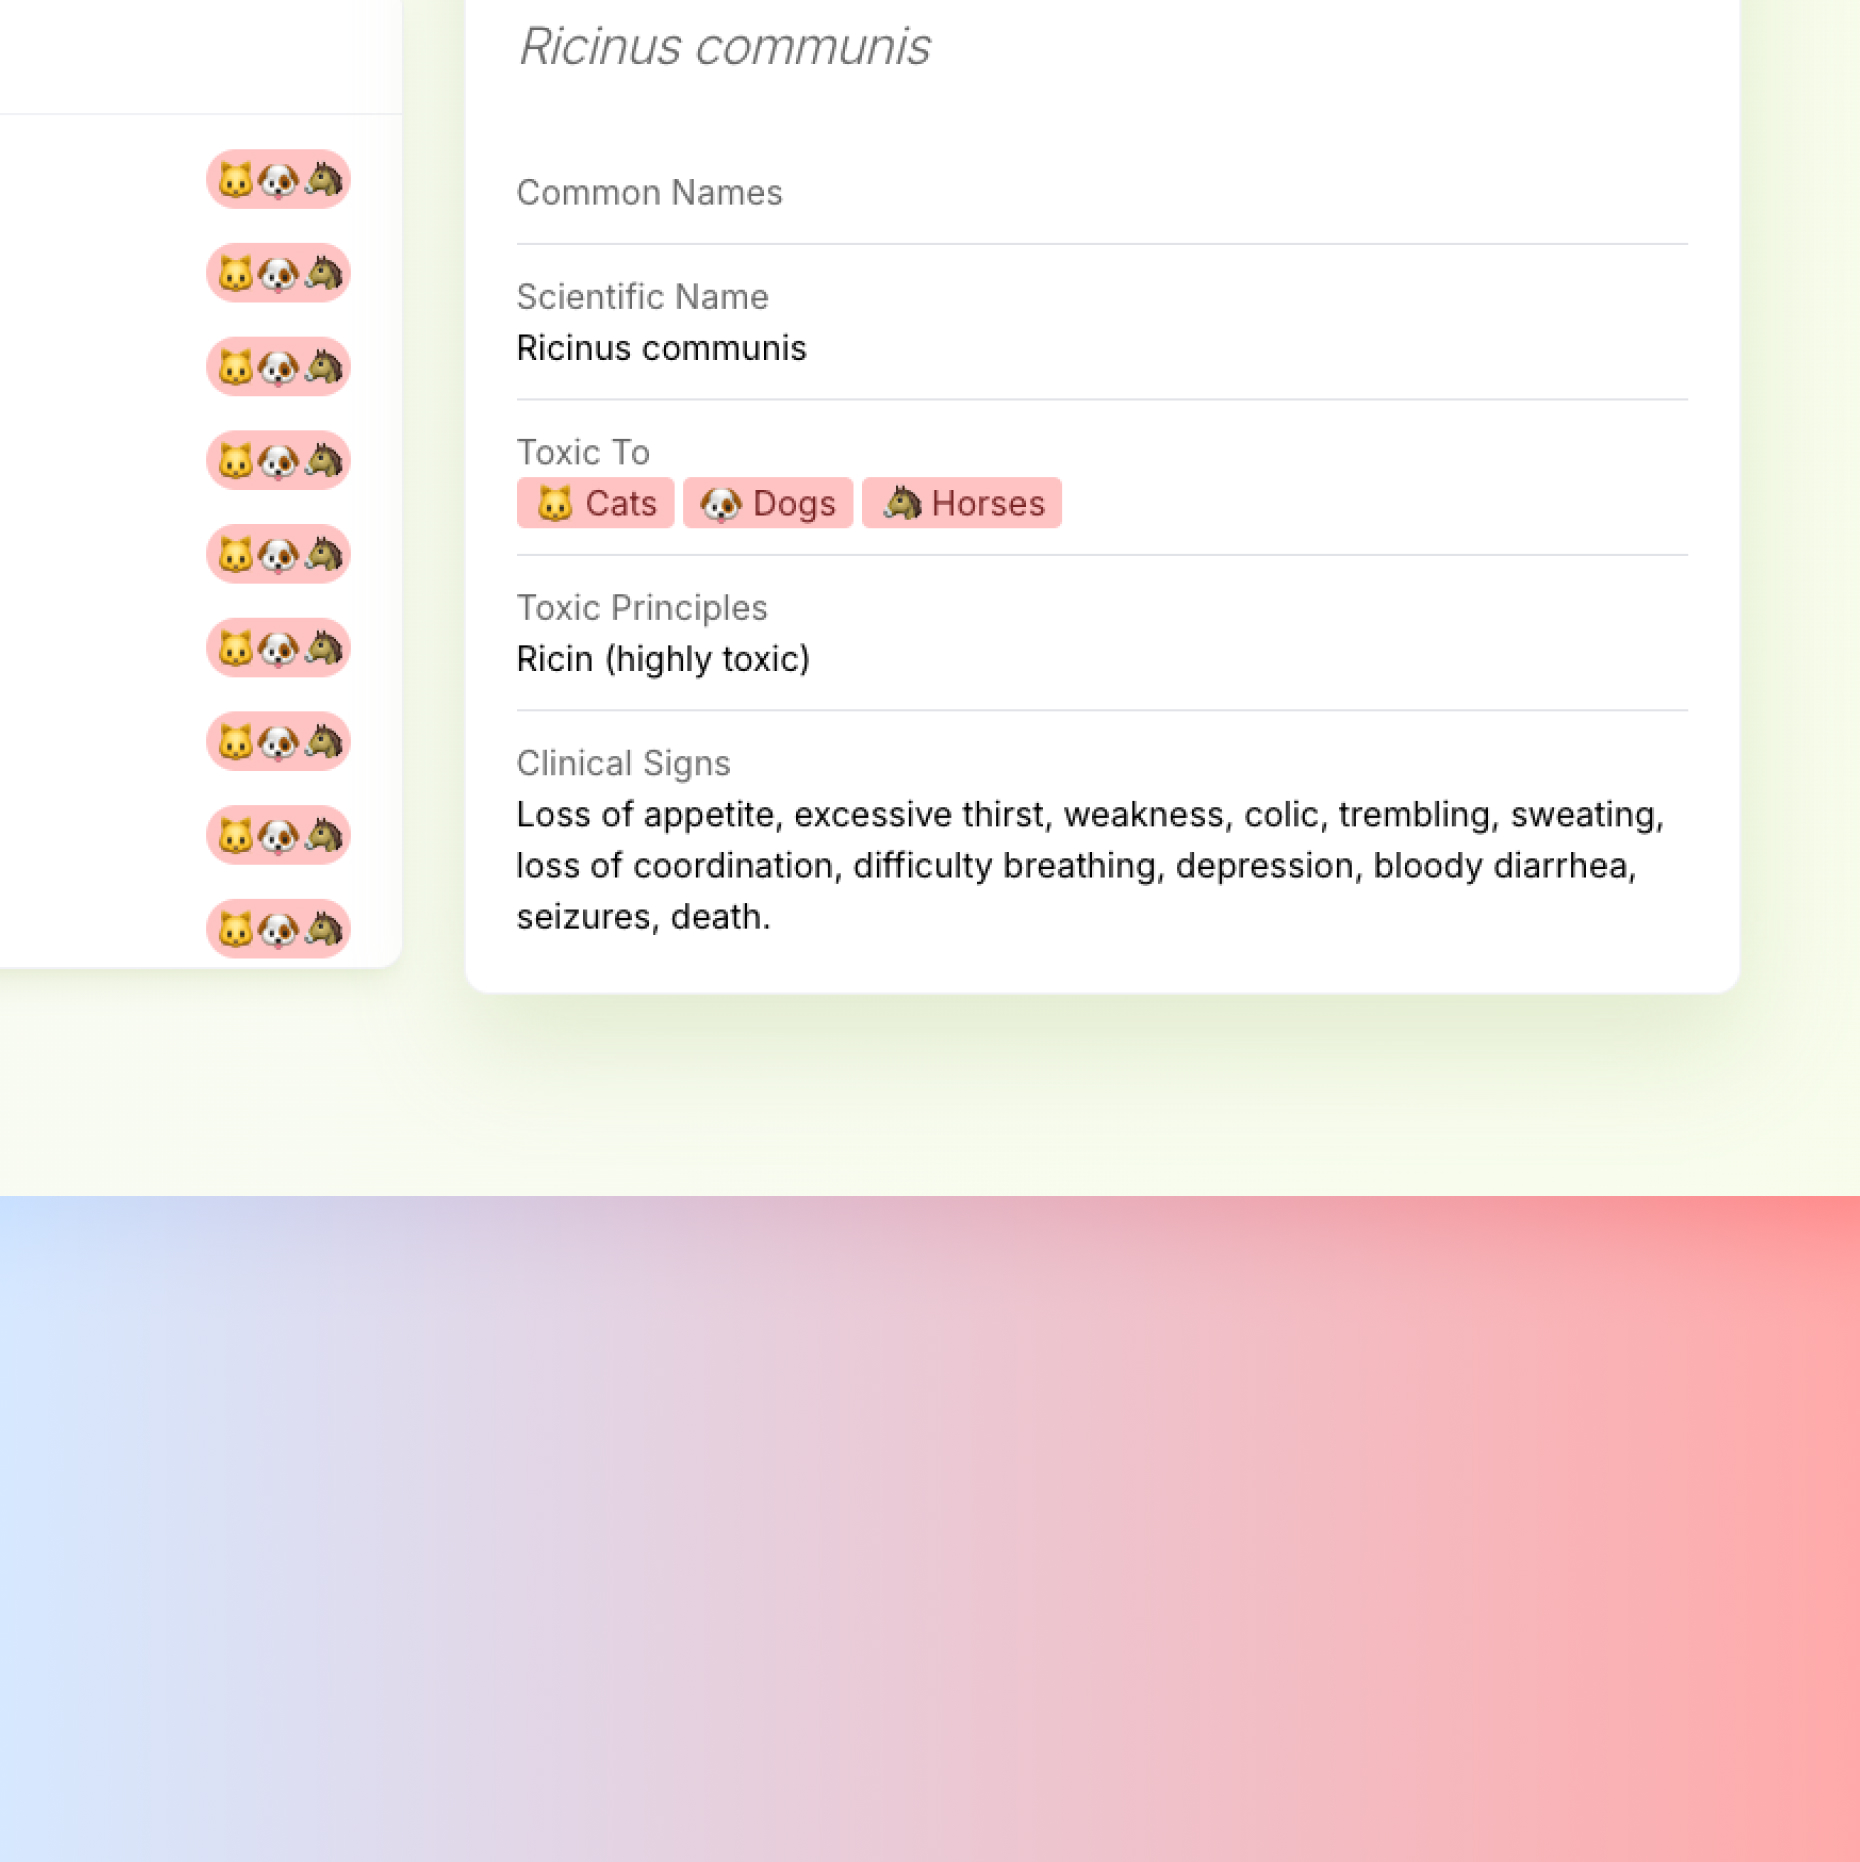 Ricinus communis
Common Names
Scientific Name
Ricinus communis
Toxic To
Cats
Dogs
Horses
Toxic Principles
Ricin (highly toxic)
Clinical Signs
Loss of appetite, excessive thirst, weakness, colic, trembling, sweating,
loss of coordination, difficulty breathing, depression, bloody diarrhea,
seizures, death.